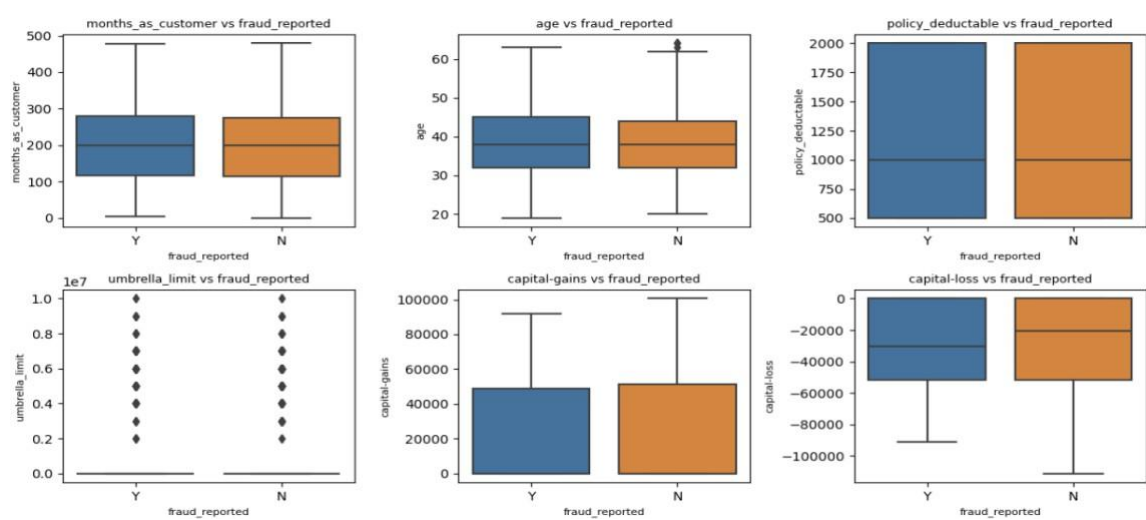 months_as_customer vs fraud_reported
500
400
300
200
100
0
months_as_customer
Y
N
fraud_reported
age vs fraud_reported
60
50
40
30
20
age
Y
N
fraud_reported
policy_deductable vs fraud_reported
2000
1750
1500
1250
1000
750
500
policy_deductable
Y
N
fraud_reported
umbrella_limit vs fraud_reported
1e7
1.0
0.8
0.6
0.4
0.2
0.0
umbrella_limit
Y
N
fraud_reported
capital-gains vs fraud_reported
100000
80000
60000
40000
20000
0
capital-gains
Y
N
fraud_reported
capital-loss vs fraud_reported
0
−20000
−40000
−60000
−80000
−100000
capital-loss
Y
N
fraud_reported